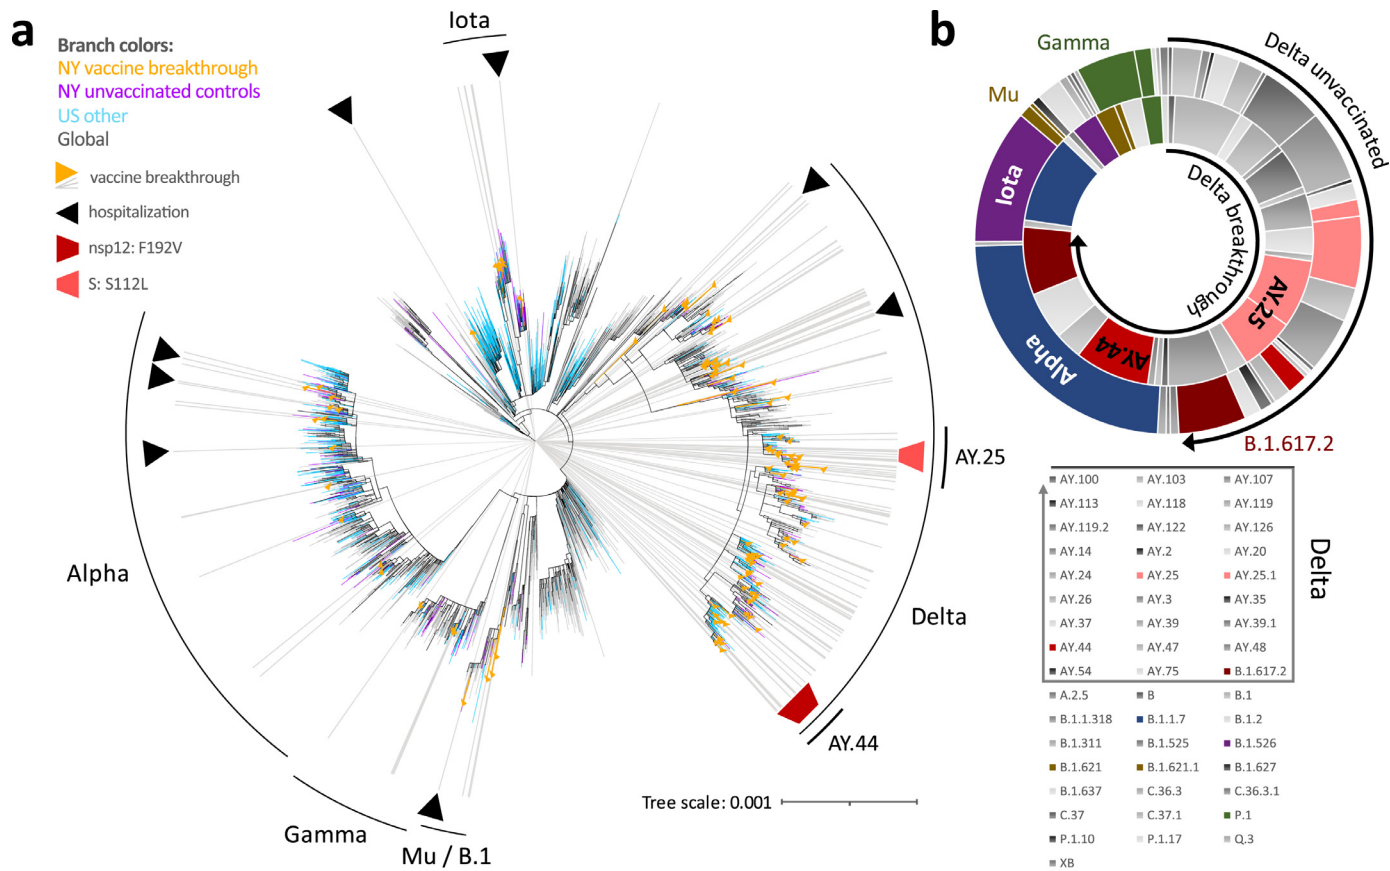 a
Branch colors:
NY vaccine breakthrough
NY unvaccinated controls
US other
Global
vaccine breakthrough
hospitalization
nsp12: F192V
S: S112L
Iota
AY.25
Delta
AY.44
Alpha
Gamma
Mu / B.1
Tree scale: 0.001
b
Gamma
Mu
Iota
Alpha
AY.44
AY.25
Delta unvaccinated
Delta breakthrough
B.1.617.2
AY.100 AY.103 AY.107
AY.113 AY.118 AY.119
AY.119.2 AY.122 AY.126
AY.14 AY.2 AY.20
AY.24 AY.25 AY.25.1
AY.26 AY.3 AY.35
AY.37 AY.39 AY.39.1
AY.44 AY.47 AY.48
AY.54 AY.75 B.1.617.2
Delta
A.2.5 B B.1
B.1.1.318 B.1.1.7 B.1.2
B.1.311 B.1.525 B.1.526
B.1.621 B.1.621.1 B.1.627
B.1.637 C.36.3 C.36.3.1
C.37 C.37.1 P.1
P.1.10 P.1.17 Q.3
XB